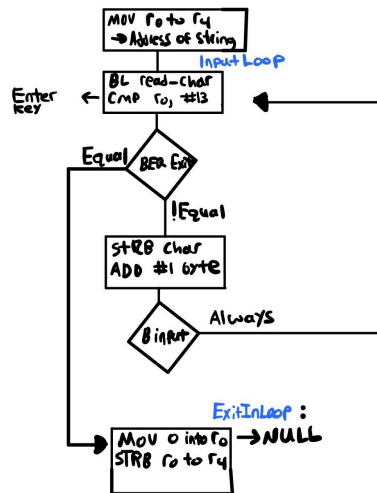 MOV r0 to r4
→ Address of String
InputLoop
BL read-char
CMP r0, #13
Enter ←
key
Equal
BEQ Exit
!Equal
STRB Char
ADD #1 byte
B input
Always
ExitInLoop :
MOV 0 into r0 → NULL
STRB r0 to r4